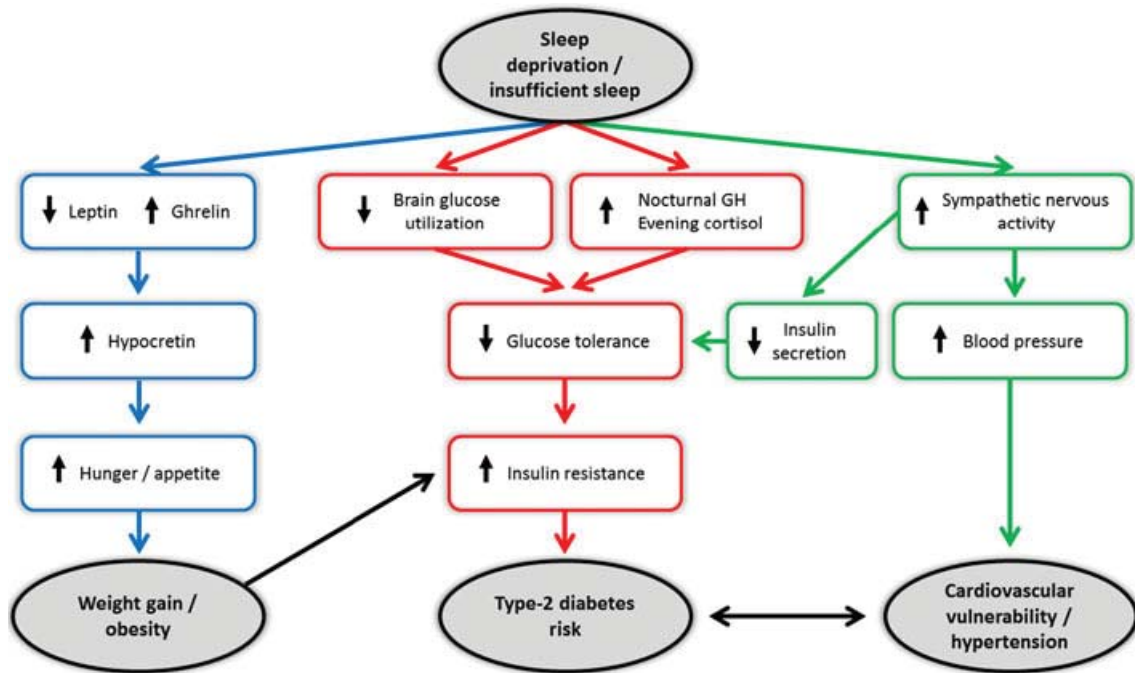 Sleep
deprivation /
insufficient sleep
Leptin
Ghrelin
Brain glucose
utilization
Nocturnal GH
Evening cortisol
Sympathetic nervous
activity
Hypocretin
Glucose tolerance
Insulin
secretion
Blood pressure
Hunger / appetite
Insulin resistance
Weight gain /
obesity
Type-2 diabetes
risk
Cardiovascular
vulnerability /
hypertension